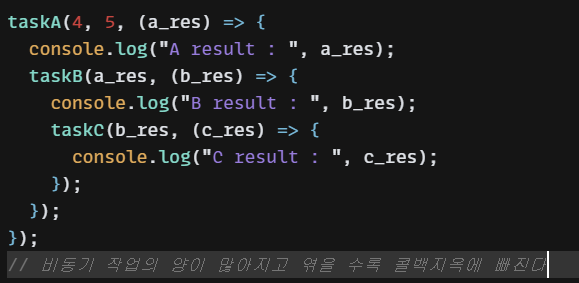 taskA(4, 5, (a_res) => {
  console.log("A result : ", a_res);
  taskB(a_res, (b_res) => {
    console.log("B result : ", b_res);
    taskC(b_res, (c_res) => {
      console.log("C result : ", c_res);
    });
  });
});
// 비동기 작업의 양이 많아지고 엮을 수록 콜백지옥에 빠진다